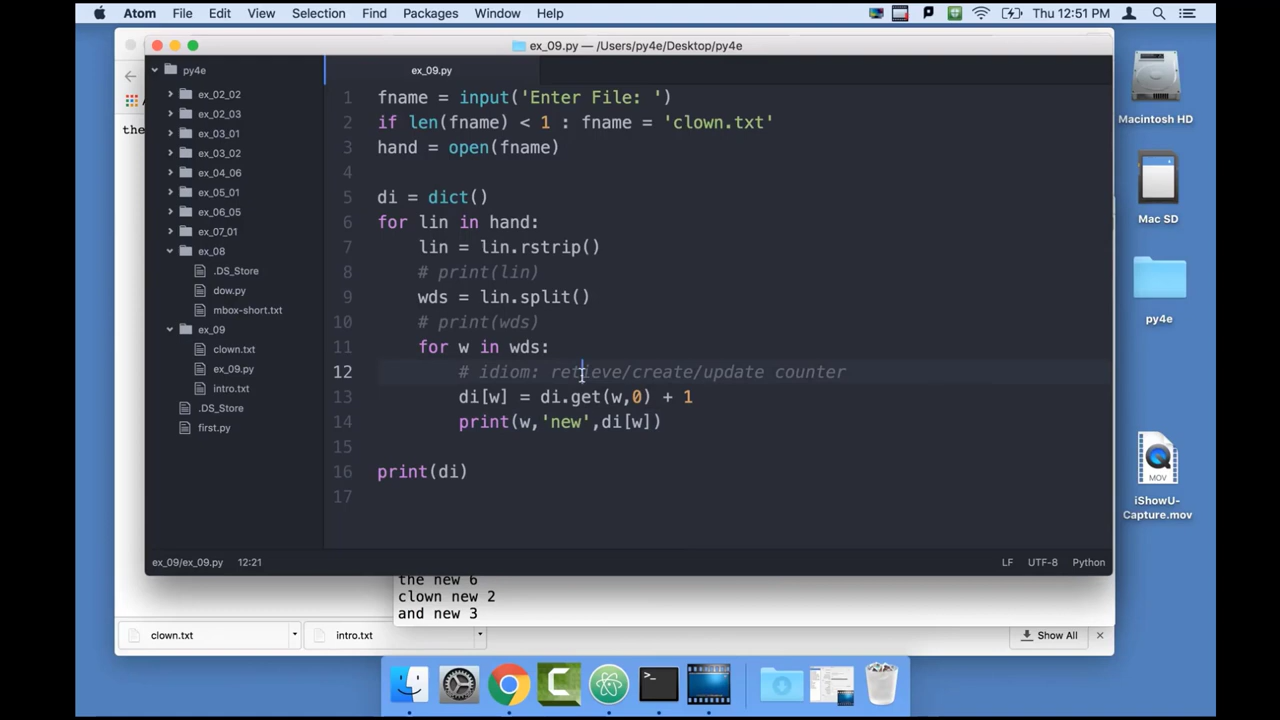 Atom File Edit View Selection Find Packages Window Help Thu 12:51 PM
ex_09.py — /Users/py4e/Desktop/py4e
py4e
ex_02_02
ex_02_03
ex_03_01
ex_03_02
ex_04_06
ex_05_01
ex_06_05
ex_07_01
ex_08
.DS_Store
dow.py
mbox-short.txt
ex_09
clown.txt
ex_09.py
intro.txt
.DS_Store
first.py
ex_09.py
1 fname = input('Enter File: ')
2 if len(fname) < 1 : fname = 'clown.txt'
3 hand = open(fname)
4
5 di = dict()
6 for lin in hand:
7 lin = lin.rstrip()
8 # print(lin)
9 wds = lin.split()
10 # print(wds)
11 for w in wds:
12 # idiom: retrieve/create/update counter
13 di[w] = di.get(w,0) + 1
14 print(w,'new',di[w])
15
16 print(di)
17
ex_09/ex_09.py 12:21 LF UTF-8 Python
the
the new 6
clown new 2
and new 3
clown.txt intro.txt Show All
Macintosh HD
Mac SD
py4e
MOV
iShowU-
Capture.mov